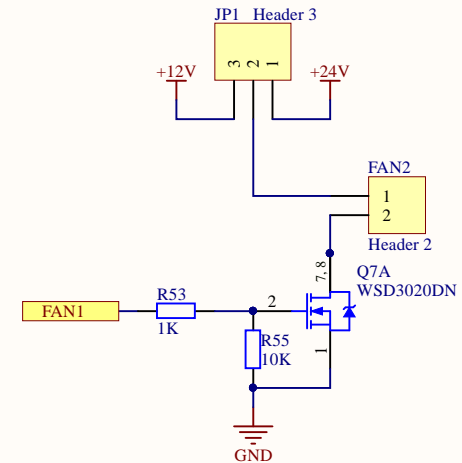 JP1 Header 3
+12V
3 2 1
+24V
FAN2
1
2
Header 2
7, 8
Q7A
WSD3020DN
R53
2
FAN1
1K
R55
10K
1
GND